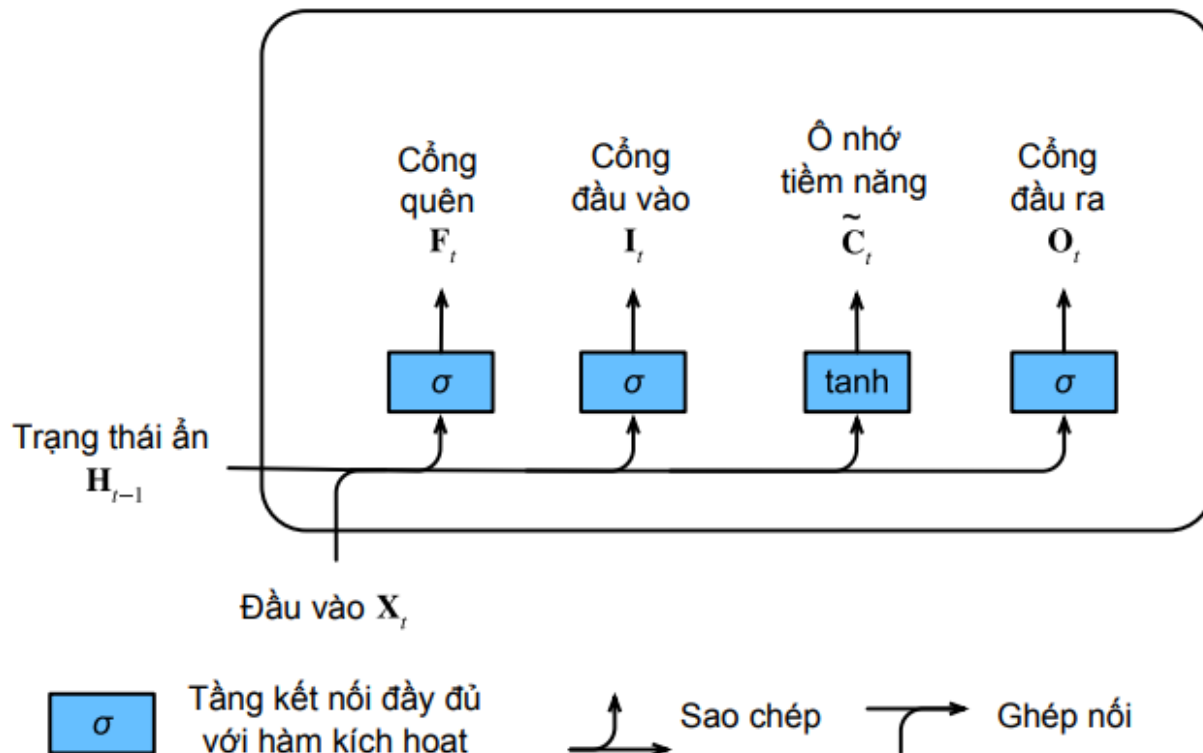 Cổng
quên
F_t
Cổng
đầu vào
I_t
Ô nhớ
tiềm năng
C̃_t
Cổng
đầu ra
O_t
σ
σ
tanh
σ
Trạng thái ẩn
H_{t−1}
Đầu vào X_t
σ
Tầng kết nối đầy đủ
với hàm kích hoạt
Sao chép
Ghép nối